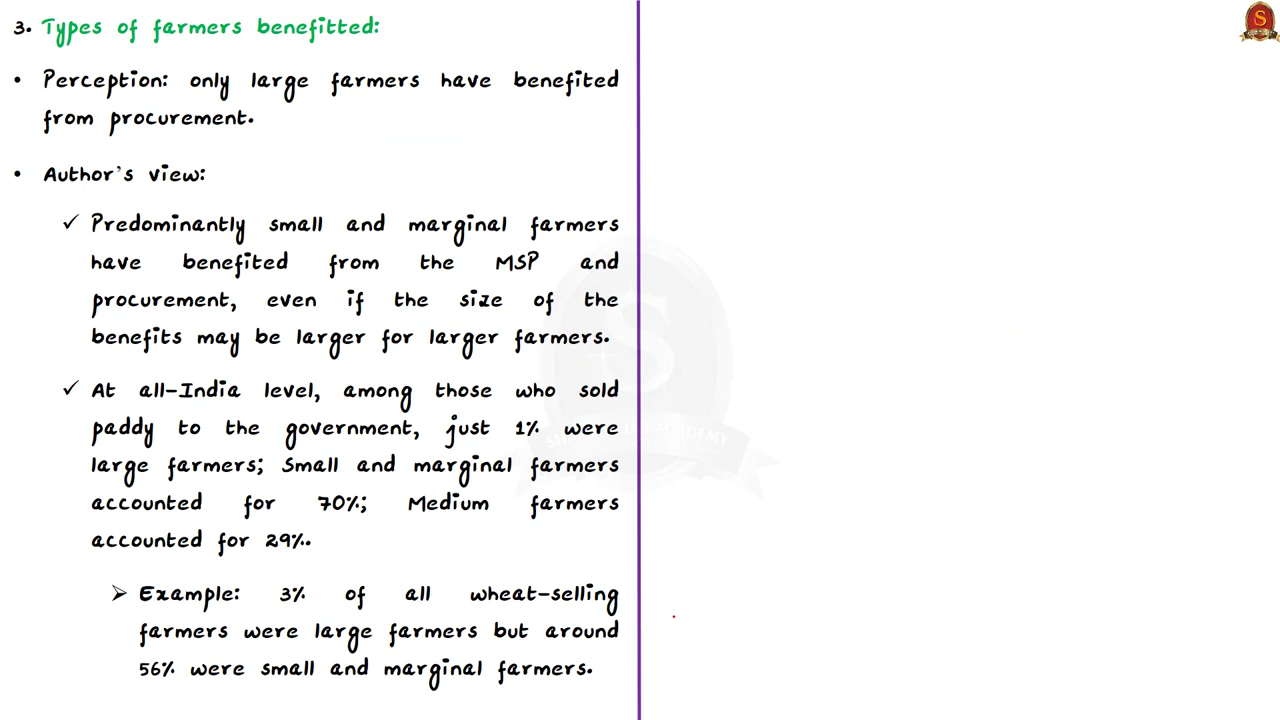 3. Types of farmers benefitted:
• Perception: only large farmers have benefited
from procurement.
• Author's view:
✓ Predominantly small and marginal farmers
have benefited from the MSP and
procurement, even if the size of the
benefits may be larger for larger farmers.
✓ At all-India level, among those who sold
paddy to the government, just 1% were
large farmers; Small and marginal farmers
accounted for 70%; Medium farmers
accounted for 29%.
➢ Example: 3% of all wheat-selling
farmers were large farmers but around
56% were small and marginal farmers.